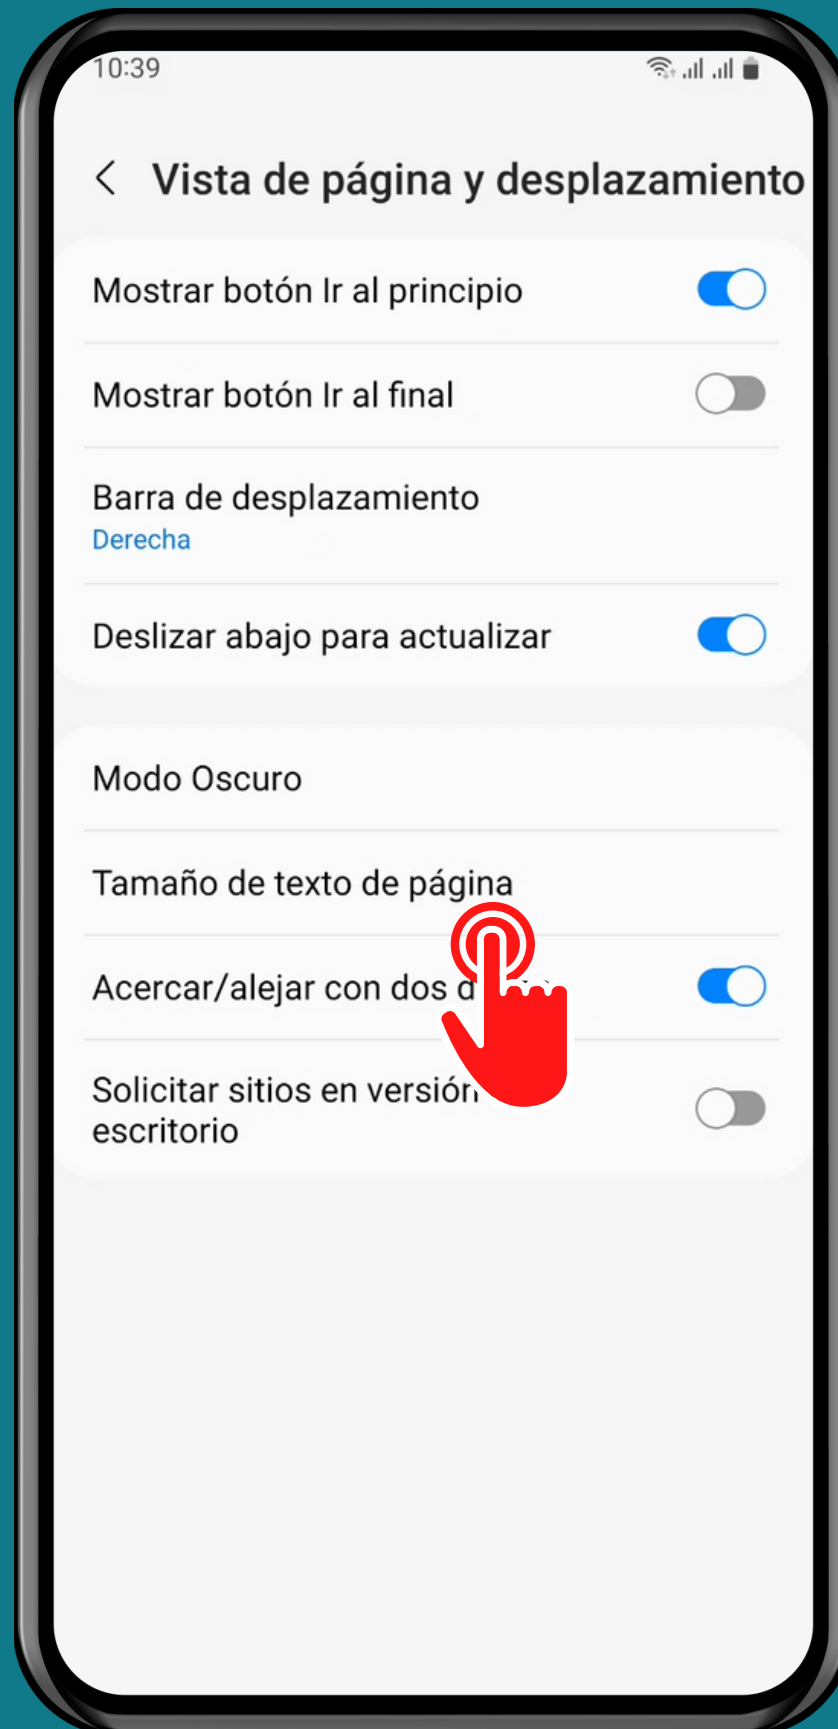 10:39
Vista de página y desplazamiento
Mostrar botón Ir al principio
Mostrar botón Ir al final
Barra de desplazamiento
Derecha
Deslizar abajo para actualizar
Modo Oscuro
Tamaño de texto de página
Acercar/alejar con dos
Solicitar sitios en versión
escritorio